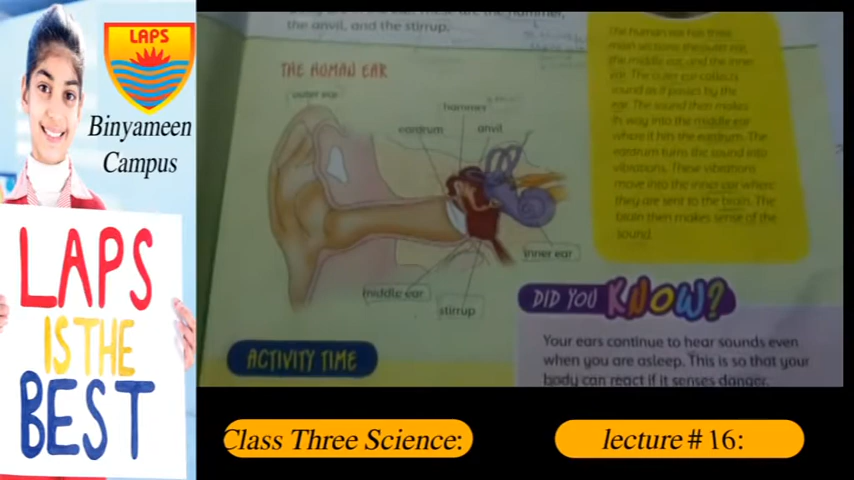 LAPS
Binyameen
Campus
LAPS
IS THE
BEST
the anvil, and the stirrup.
THE HUMAN EAR
outer ear
hammer
eardrum
anvil
inner ear
middle ear
stirrup
ACTIVITY TIME
The human ear has three
main sections: the outer ear,
the middle ear, and the inner
ear. The outer ear collects
sound as it passes by the
ear. The sound then makes
its way into the middle ear
where it hits the eardrum. The
eardrum turns the sound into
vibrations. These vibrations
move into the inner ear where
they are sent to the brain. The
brain then makes sense of the
sound.
DID YOU KNOW?
Your ears continue to hear sounds even
when you are asleep. This is so that your
body can react if it senses danger.
Class Three Science:
lecture # 16: